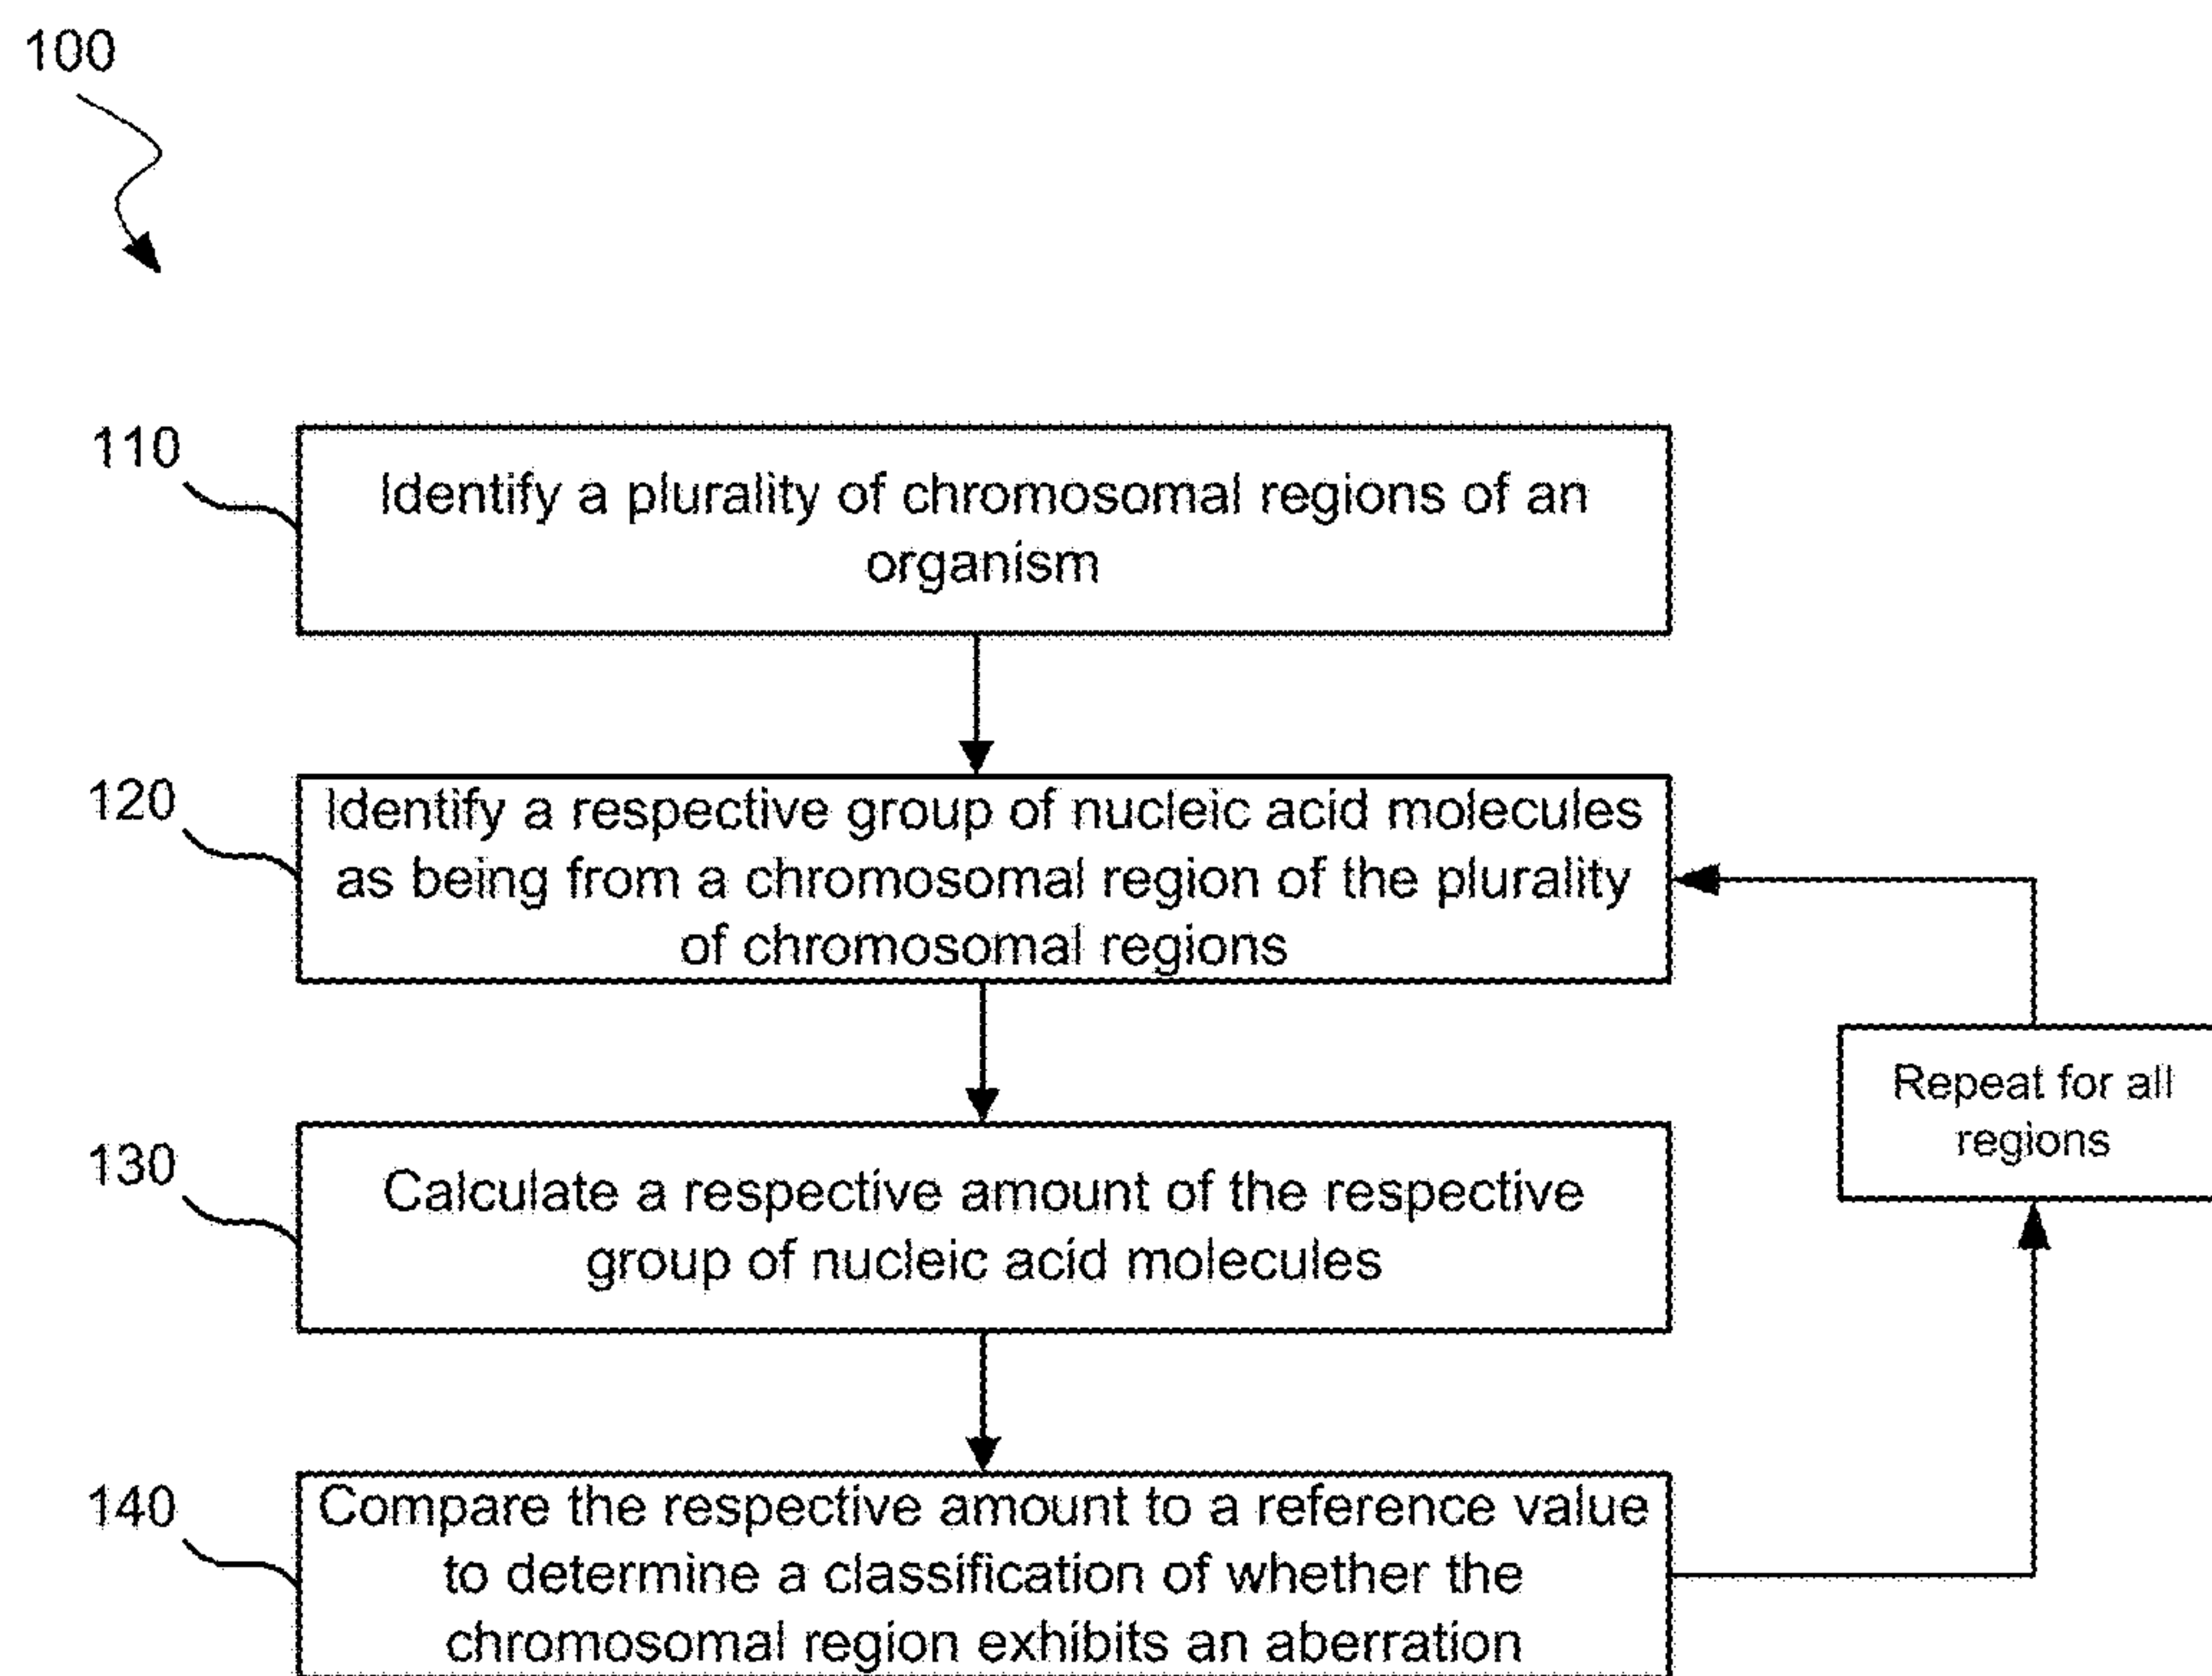 100
110
Identify a plurality of chromosomal regions of an
organism
120
Identify a respective group of nucleic acid molecules
as being from a chromosomal region of the plurality
of chromosomal regions
Repeat for all
regions
130
Calculate a respective amount of the respective
group of nucleic acid molecules
140
Compare the respective amount to a reference value
to determine a classification of whether the
chromosomal region exhibits an aberration